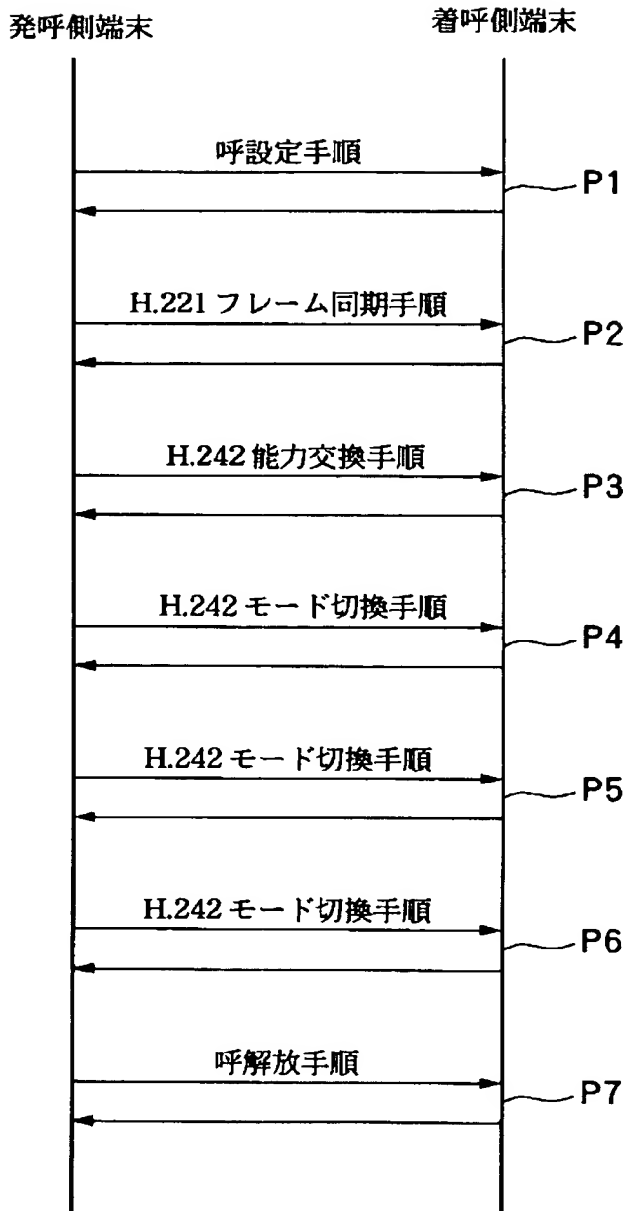 発呼側端末
着呼側端末
呼設定手順
P1
H.221 フレーム同期手順
P2
H.242 能力交換手順
P3
H.242 モード切換手順
P4
H.242 モード切換手順
P5
H.242 モード切換手順
P6
呼解放手順
P7